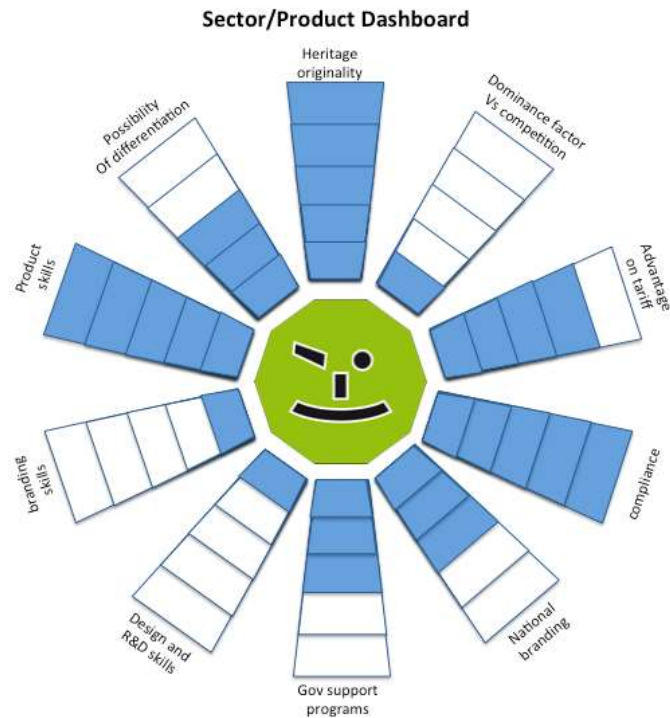 Sector/Product Dashboard
Heritage
originality
Dominance factor
Vs competition
Advantage
on tariff
compliance
National
branding
Gov support
programs
Design and
R&D skills
branding
skills
Product
skills
Possibility
Of differentiation